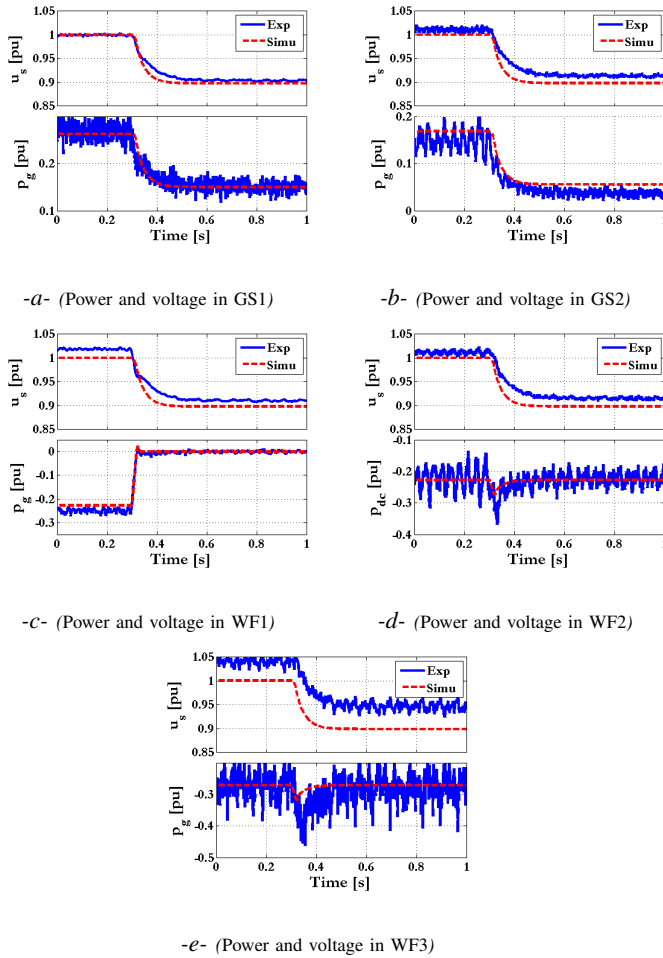 1.05
1
0.95
0.9
0.85
u_s [pu]
Exp
Simu
0.2
0.1
p_g [pu]
0 0.2 0.4 0.6 0.8 1
Time [s]
-a- (Power and voltage in GS1)
1.05
1
0.95
0.9
0.85
u_s [pu]
Exp
Simu
0.2
0.1
0
p_g [pu]
0 0.2 0.4 0.6 0.8 1
Time [s]
-b- (Power and voltage in GS2)
1.05
1
0.95
0.9
0.85
u_s [pu]
Exp
Simu
0
-0.1
-0.2
-0.3
p_g [pu]
0 0.2 0.4 0.6 0.8 1
Time [s]
-c- (Power and voltage in WF1)
1.05
1
0.95
0.9
0.85
u_s [pu]
Exp
Simu
-0.1
-0.2
-0.3
-0.4
p_dc [pu]
0 0.2 0.4 0.6 0.8 1
Time [s]
-d- (Power and voltage in WF2)
1.05
1
0.95
0.9
0.85
u_s [pu]
Exp
Simu
-0.3
-0.4
-0.5
p_g [pu]
0 0.2 0.4 0.6 0.8 1
Time [s]
-e- (Power and voltage in WF3)